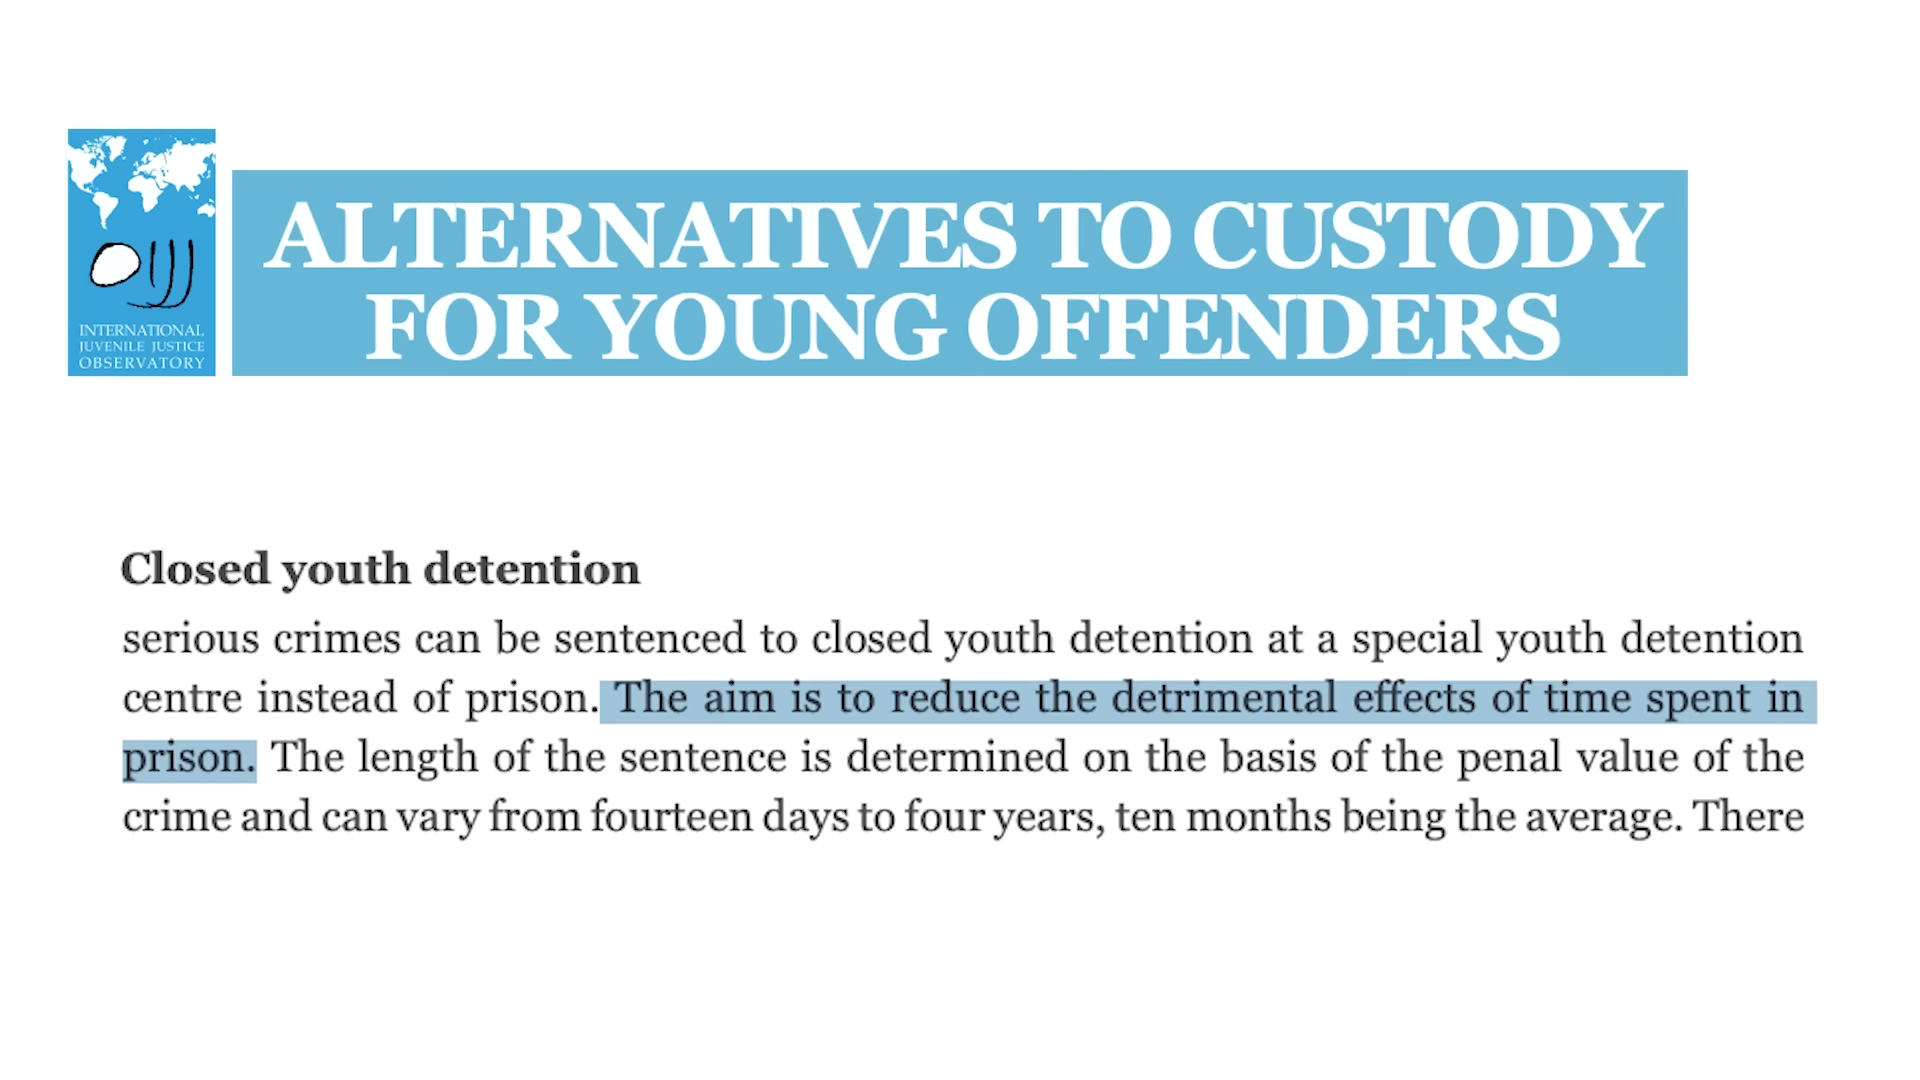 INTERNATIONAL
JUVENILE JUSTICE
OBSERVATORY
ALTERNATIVES TO CUSTODY
FOR YOUNG OFFENDERS
Closed youth detention
serious crimes can be sentenced to closed youth detention at a special youth detention
centre instead of prison. The aim is to reduce the detrimental effects of time spent in
prison. The length of the sentence is determined on the basis of the penal value of the
crime and can vary from fourteen days to four years, ten months being the average. There